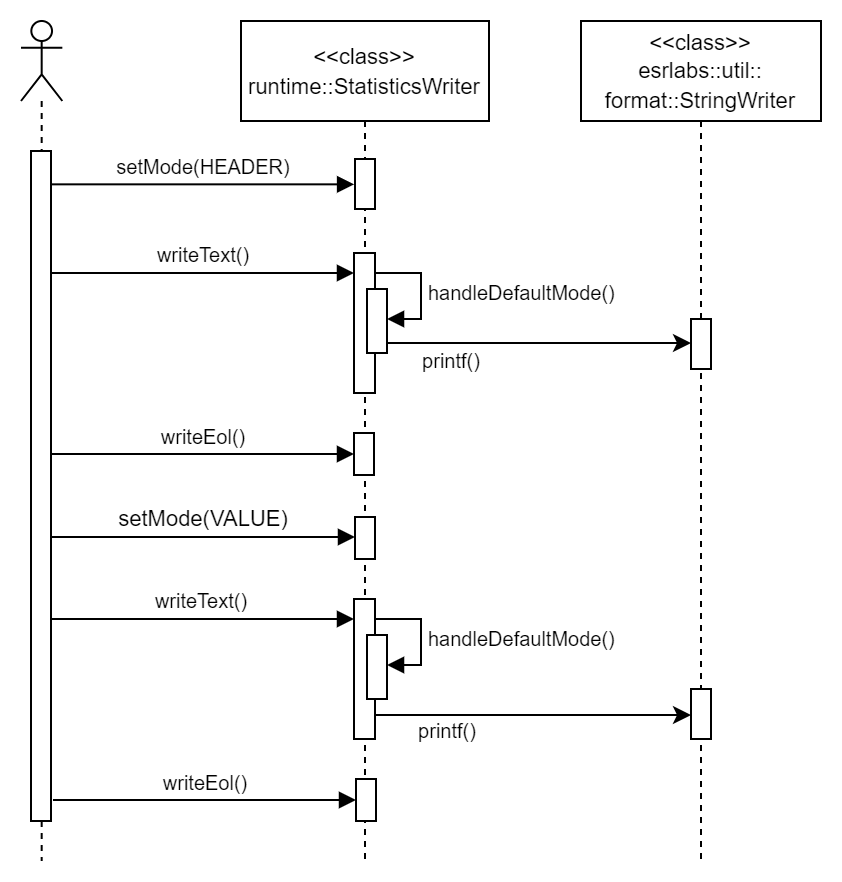 <<class>>
runtime::StatisticsWriter
<<class>>
esrlabs::util::
format::StringWriter
setMode(HEADER)
writeText()
handleDefaultMode()
printf()
writeEol()
setMode(VALUE)
writeText()
handleDefaultMode()
printf()
writeEol()